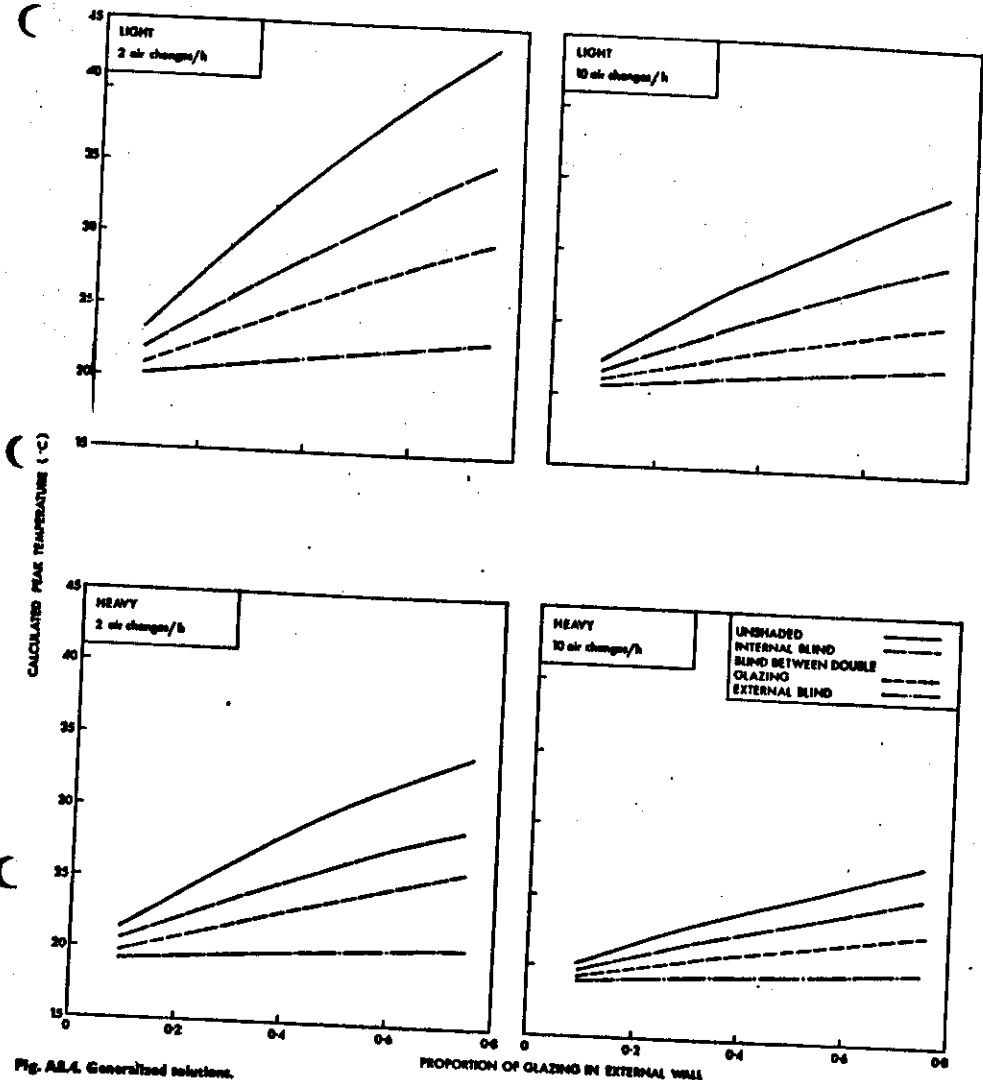 45
LIGHT
2 air changes/h
40
35
30
25
20
15
LIGHT
10 air changes/h
CALCULATED PEAK TEMPERATURE (°C)
45
HEAVY
2 air changes/h
40
35
30
25
20
15
0
0·2
0·4
0·6
0·8
HEAVY
10 air changes/h
UNSHADED
INTERNAL BLIND
BLIND BETWEEN DOUBLE
GLAZING
EXTERNAL BLIND
0
0·2
0·4
0·6
0·8
Fig. A8.4. Generalized solutions.
PROPORTION OF GLAZING IN EXTERNAL WALL